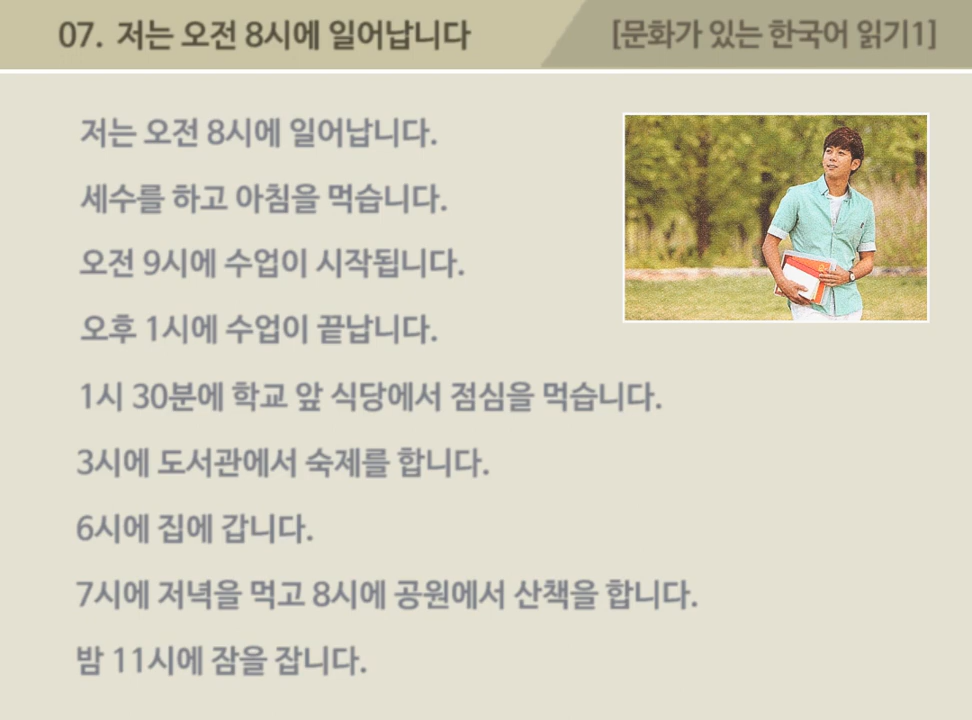 07. 저는 오전 8시에 일어납니다
[문화가 있는 한국어 읽기1]
저는 오전 8시에 일어납니다.
세수를 하고 아침을 먹습니다.
오전 9시에 수업이 시작됩니다.
오후 1시에 수업이 끝납니다.
1시 30분에 학교 앞 식당에서 점심을 먹습니다.
3시에 도서관에서 숙제를 합니다.
6시에 집에 갑니다.
7시에 저녁을 먹고 8시에 공원에서 산책을 합니다.
밤 11시에 잠을 잡니다.